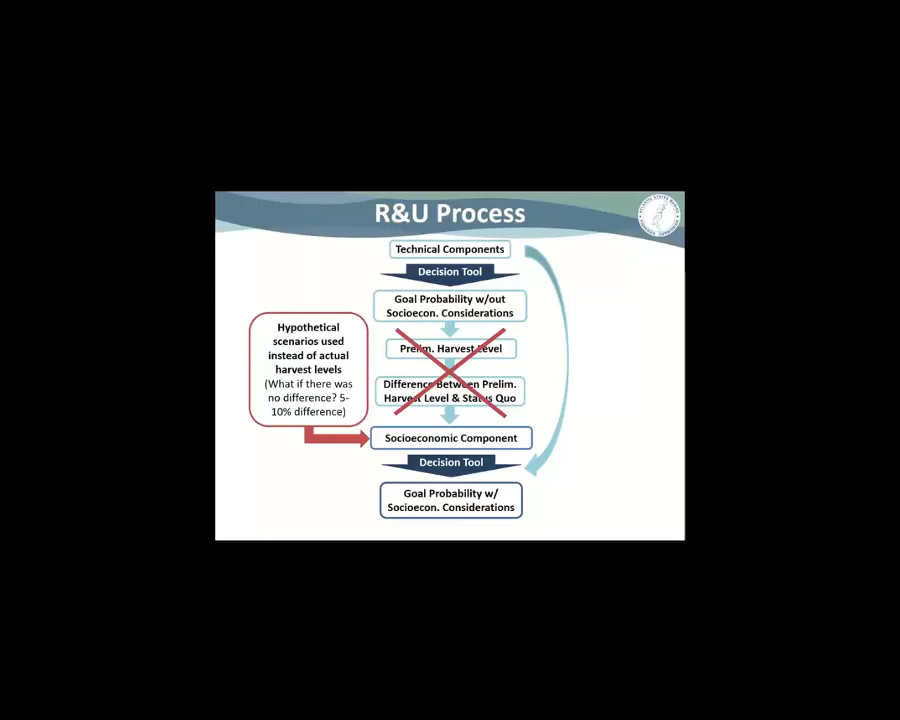 R&U Process
Technical Components
Decision Tool
Goal Probability w/out
Socioecon. Considerations
Prelim. Harvest Level
Difference Between Prelim.
Harvest Level & Status Quo
Hypothetical
scenarios used
instead of actual
harvest levels
(What if there was
no difference? 5-
10% difference)
Socioeconomic Component
Decision Tool
Goal Probability w/
Socioecon. Considerations